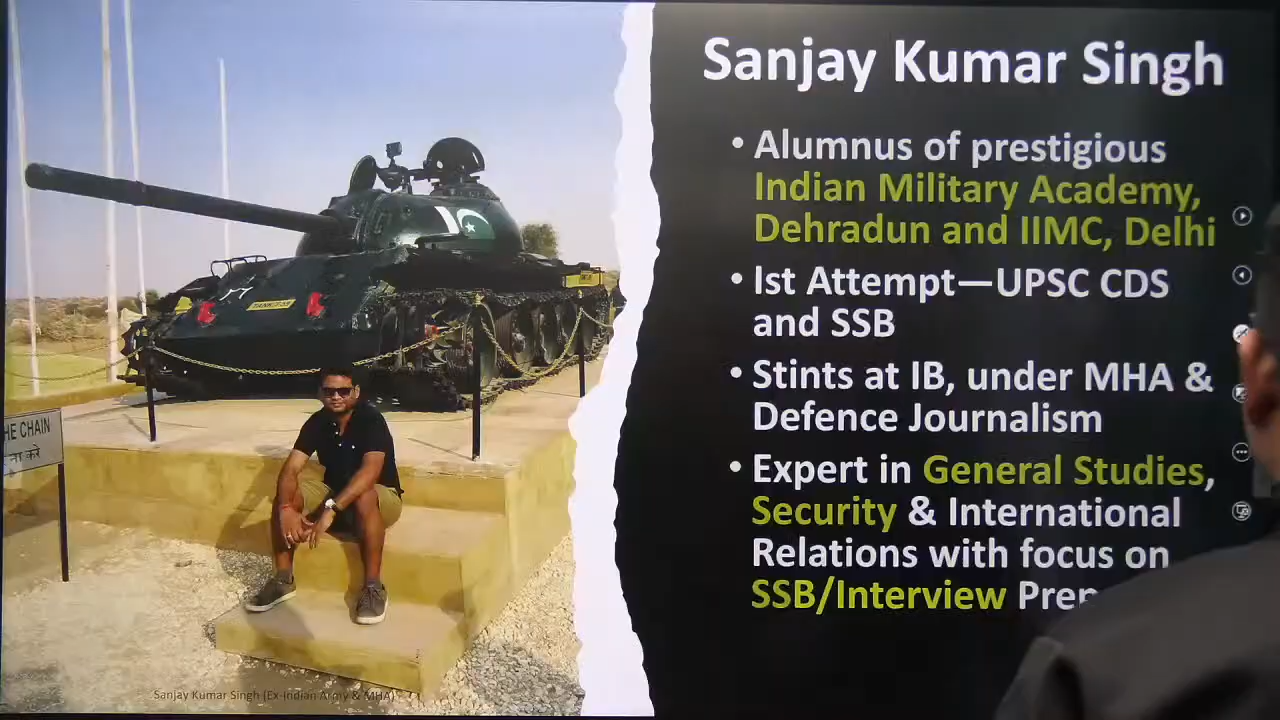 Sanjay Kumar Singh
• Alumnus of prestigious
Indian Military Academy,
Dehradun and IIMC, Delhi
• Ist Attempt—UPSC CDS
and SSB
• Stints at IB, under MHA &
Defence Journalism
• Expert in General Studies,
Security & International
Relations with focus on
SSB/Interview Prep
HE CHAIN
ना करे
Sanjay Kumar Singh (Ex-Indian Army & MHA)